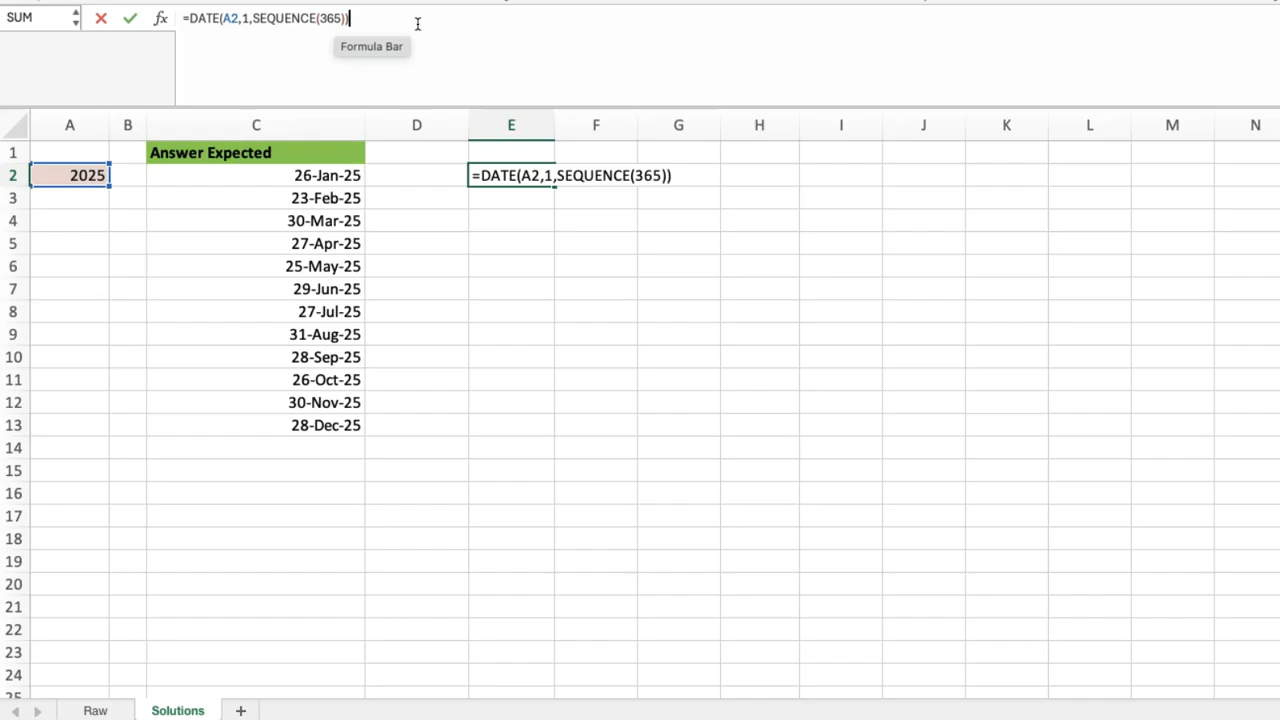 SUM
fx
=DATE(A2,1,SEQUENCE(365))
Formula Bar
A B C D E F G H I J K L M N
1 Answer Expected
2 2025 26-Jan-25 =DATE(A2,1,SEQUENCE(365))
3 23-Feb-25
4 30-Mar-25
5 27-Apr-25
6 25-May-25
7 29-Jun-25
8 27-Jul-25
9 31-Aug-25
10 28-Sep-25
11 26-Oct-25
12 30-Nov-25
13 28-Dec-25
14
15
16
17
18
19
20
21
22
23
24
25
Raw Solutions